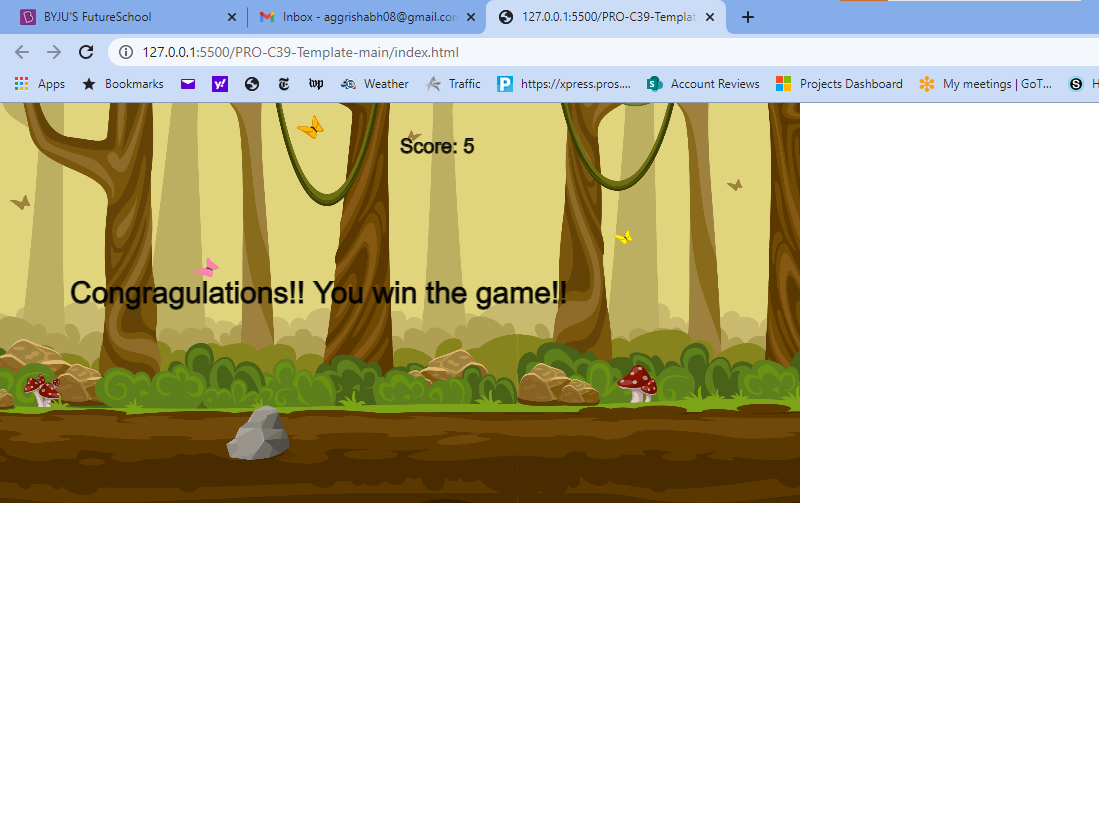 BYJU'S FutureSchool
Inbox - aggrishabh08@gmail.con
127.0.0.1:5500/PRO-C39-Templat
127.0.0.1:5500/PRO-C39-Template-main/index.html
Apps Bookmarks Weather Traffic https://xpress.pros.... Account Reviews Projects Dashboard My meetings | GoT... H
Score: 5
Congragulations!! You win the game!!